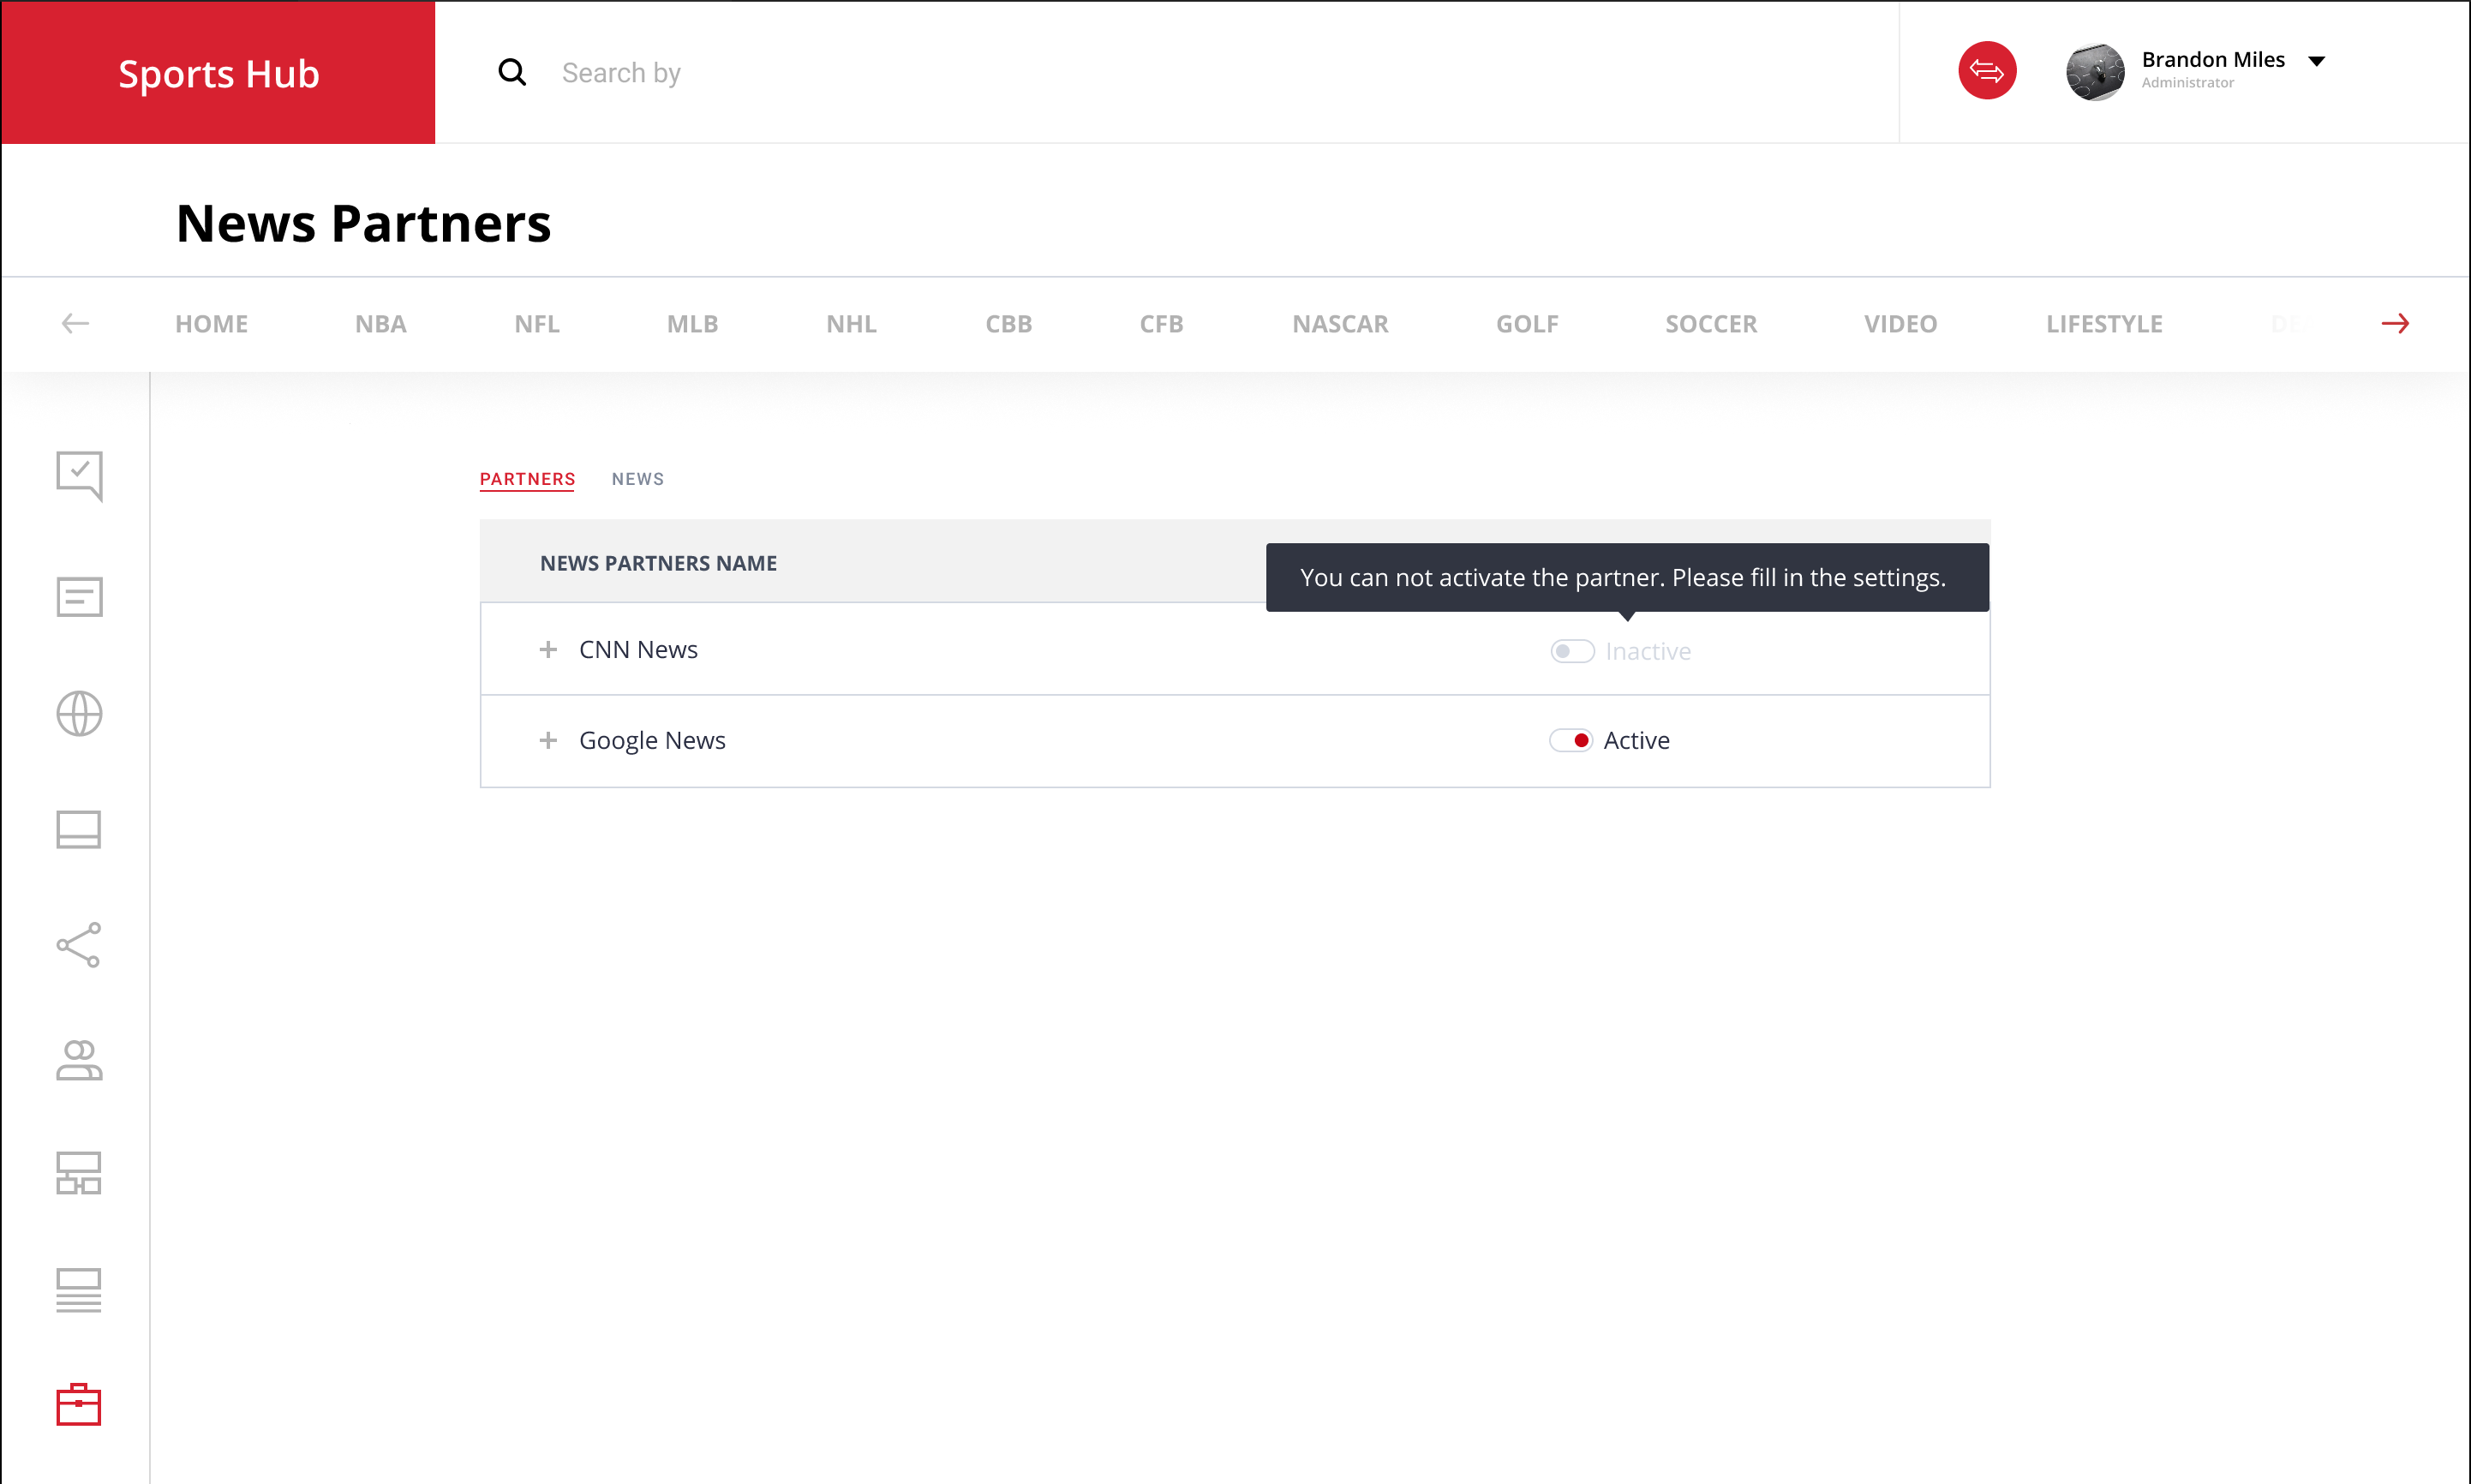 Sports Hub
Search by
Brandon Miles
Administrator
News Partners
HOME NBA NFL MLB NHL CBB CFB NASCAR GOLF SOCCER VIDEO LIFESTYLE
PARTNERS NEWS
NEWS PARTNERS NAME
You can not activate the partner. Please fill in the settings.
CNN News Inactive
Google News Active